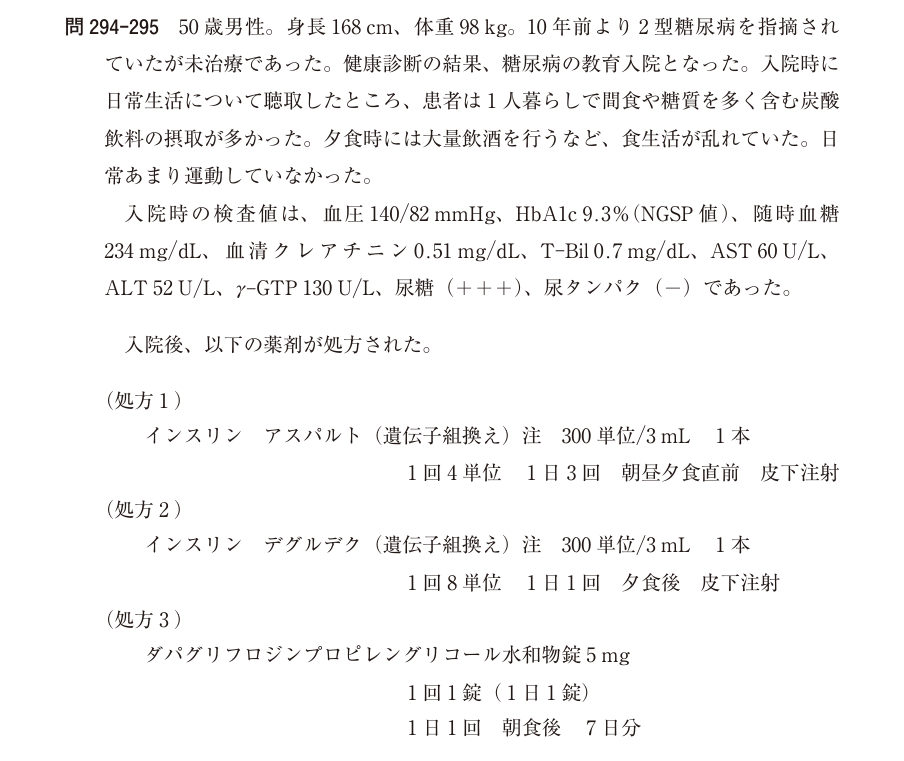 問 294-295 50 歳男性。身長 168 cm、体重 98 kg。10 年前より 2 型糖尿病を指摘され
ていたが未治療であった。健康診断の結果、糖尿病の教育入院となった。入院時に
日常生活について聴取したところ、患者は 1 人暮らしで間食や糖質を多く含む炭酸
飲料の摂取が多かった。夕食時には大量飲酒を行うなど、食生活が乱れていた。日
常あまり運動していなかった。
入院時の検査値は、血圧 140/82 mmHg、HbA1c 9.3%(NGSP 値)、随時血糖
234 mg/dL、血清クレアチニン 0.51 mg/dL、T-Bil 0.7 mg/dL、AST 60 U/L、
ALT 52 U/L、γ-GTP 130 U/L、尿糖（+++）、尿タンパク（−）であった。
入院後、以下の薬剤が処方された。
（処方 1 ）
インスリン アスパルト（遺伝子組換え）注 300 単位/3 mL 1 本
1 回 4 単位 1 日 3 回 朝昼夕食直前 皮下注射
（処方 2 ）
インスリン デグルデク（遺伝子組換え）注 300 単位/3 mL 1 本
1 回 8 単位 1 日 1 回 夕食後 皮下注射
（処方 3 ）
ダパグリフロジンプロピレングリコール水和物錠 5 mg
1 回 1 錠（ 1 日 1 錠）
1 日 1 回 朝食後 7 日分